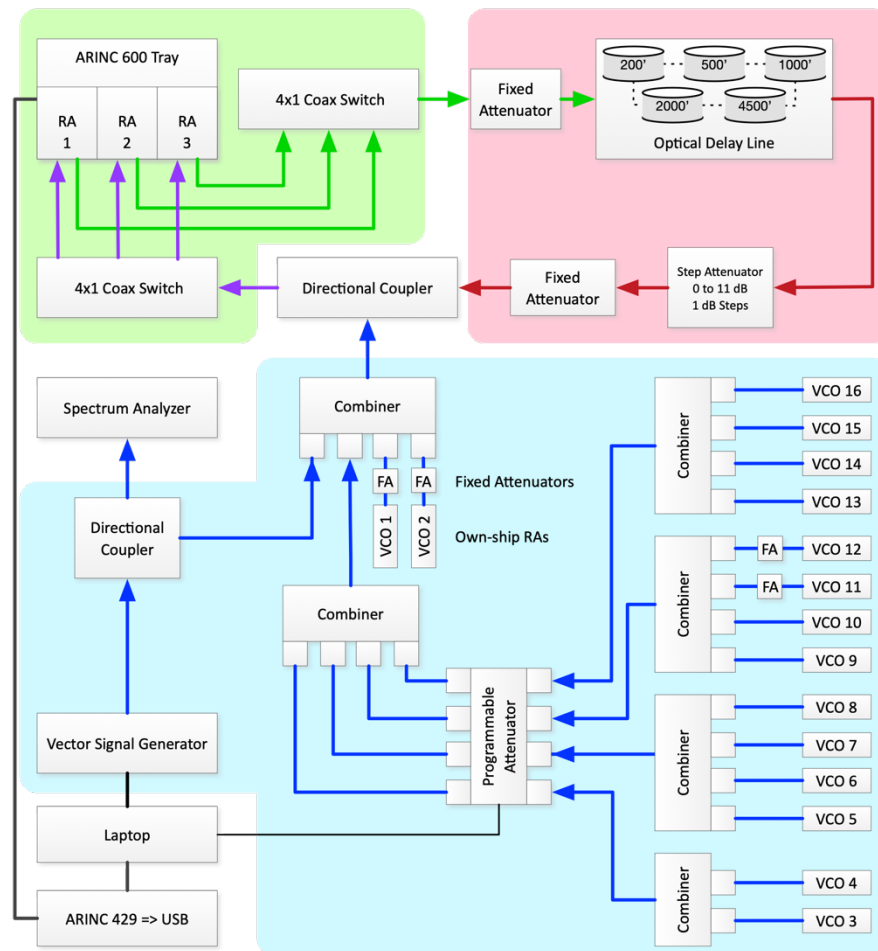 ARINC 600 Tray
RA
1
RA
2
RA
3
4x1 Coax Switch
Fixed
Attenuator
200'
500'
1000'
2000'
4500'
Optical Delay Line
4x1 Coax Switch
Directional Coupler
Fixed
Attenuator
Step Attenuator
0 to 11 dB
1 dB Steps
Spectrum Analyzer
Combiner
FA
FA
Fixed Attenuators
VCO 1
VCO 2
Own-ship RAs
Directional
Coupler
Combiner
Vector Signal Generator
Programmable
Attenuator
Laptop
ARINC 429 => USB
Combiner
VCO 16
VCO 15
VCO 14
VCO 13
Combiner
FA
VCO 12
FA
VCO 11
VCO 10
VCO 9
Combiner
VCO 8
VCO 7
VCO 6
VCO 5
Combiner
VCO 4
VCO 3